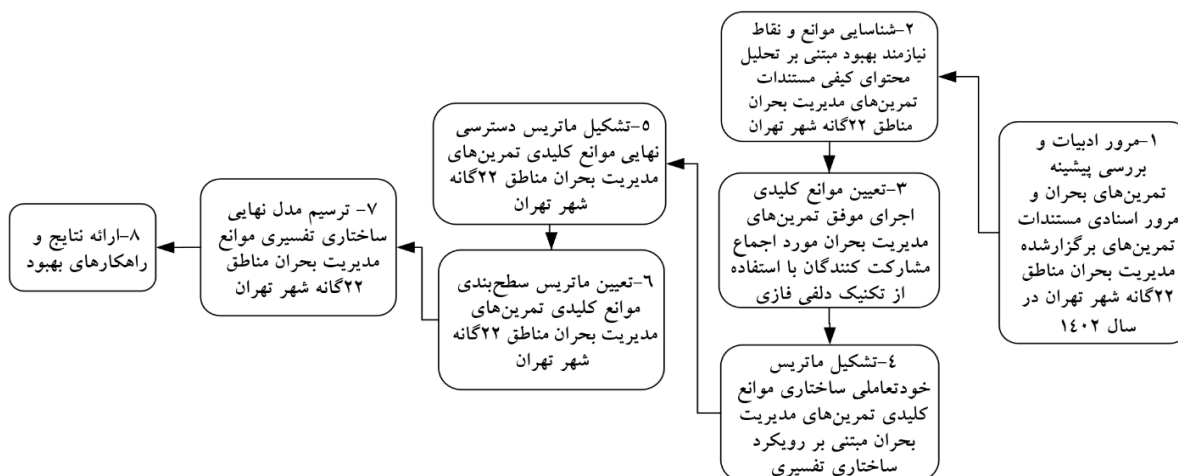 ۱-مرور ادبیات و
بررسی پیشینه
تمرین‌های بحران و
مرور اسنادی مستندات
تمرین‌های برگزارشده
مدیریت بحران مناطق
۲۲گانه شهر تهران در
سال ۱۴۰۲
۲-شناسایی موانع و نقاط
نیازمند بهبود مبتنی بر تحلیل
محتوای کیفی مستندات
تمرین‌های مدیریت بحران
مناطق ۲۲گانه شهر تهران
۳-تعیین موانع کلیدی
اجرای موفق تمرین‌های
مدیریت بحران مورد اجماع
مشارکت کنندگان با استفاده
از تکنیک دلفی فازی
٤-تشکیل ماتریس
خودتعاملی ساختاری موانع
کلیدی تمرین‌های مدیریت
بحران مبتنی بر رویکرد
ساختاری تفسیری
٥-تشکیل ماتریس دسترسی
نهایی موانع کلیدی تمرین‌های
مدیریت بحران مناطق ۲۲گانه
شهر تهران
٦-تعیین ماتریس سطح‌بندی
موانع کلیدی تمرین‌های
مدیریت بحران مناطق ۲۲گانه
شهر تهران
۷- ترسیم مدل نهایی
ساختاری تفسیری موانع
مدیریت بحران مناطق
۲۲گانه شهر تهران
۸-ارائه نتایج و
راهکارهای بهبود